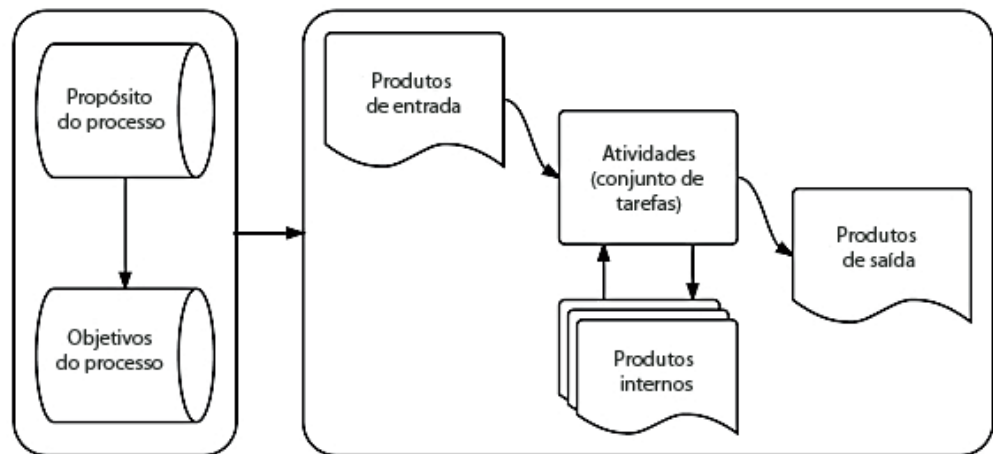 Propósito
do processo
Objetivos
do processo
Produtos
de entrada
Atividades
(conjunto de
tarefas)
Produtos
de saída
Produtos
internos